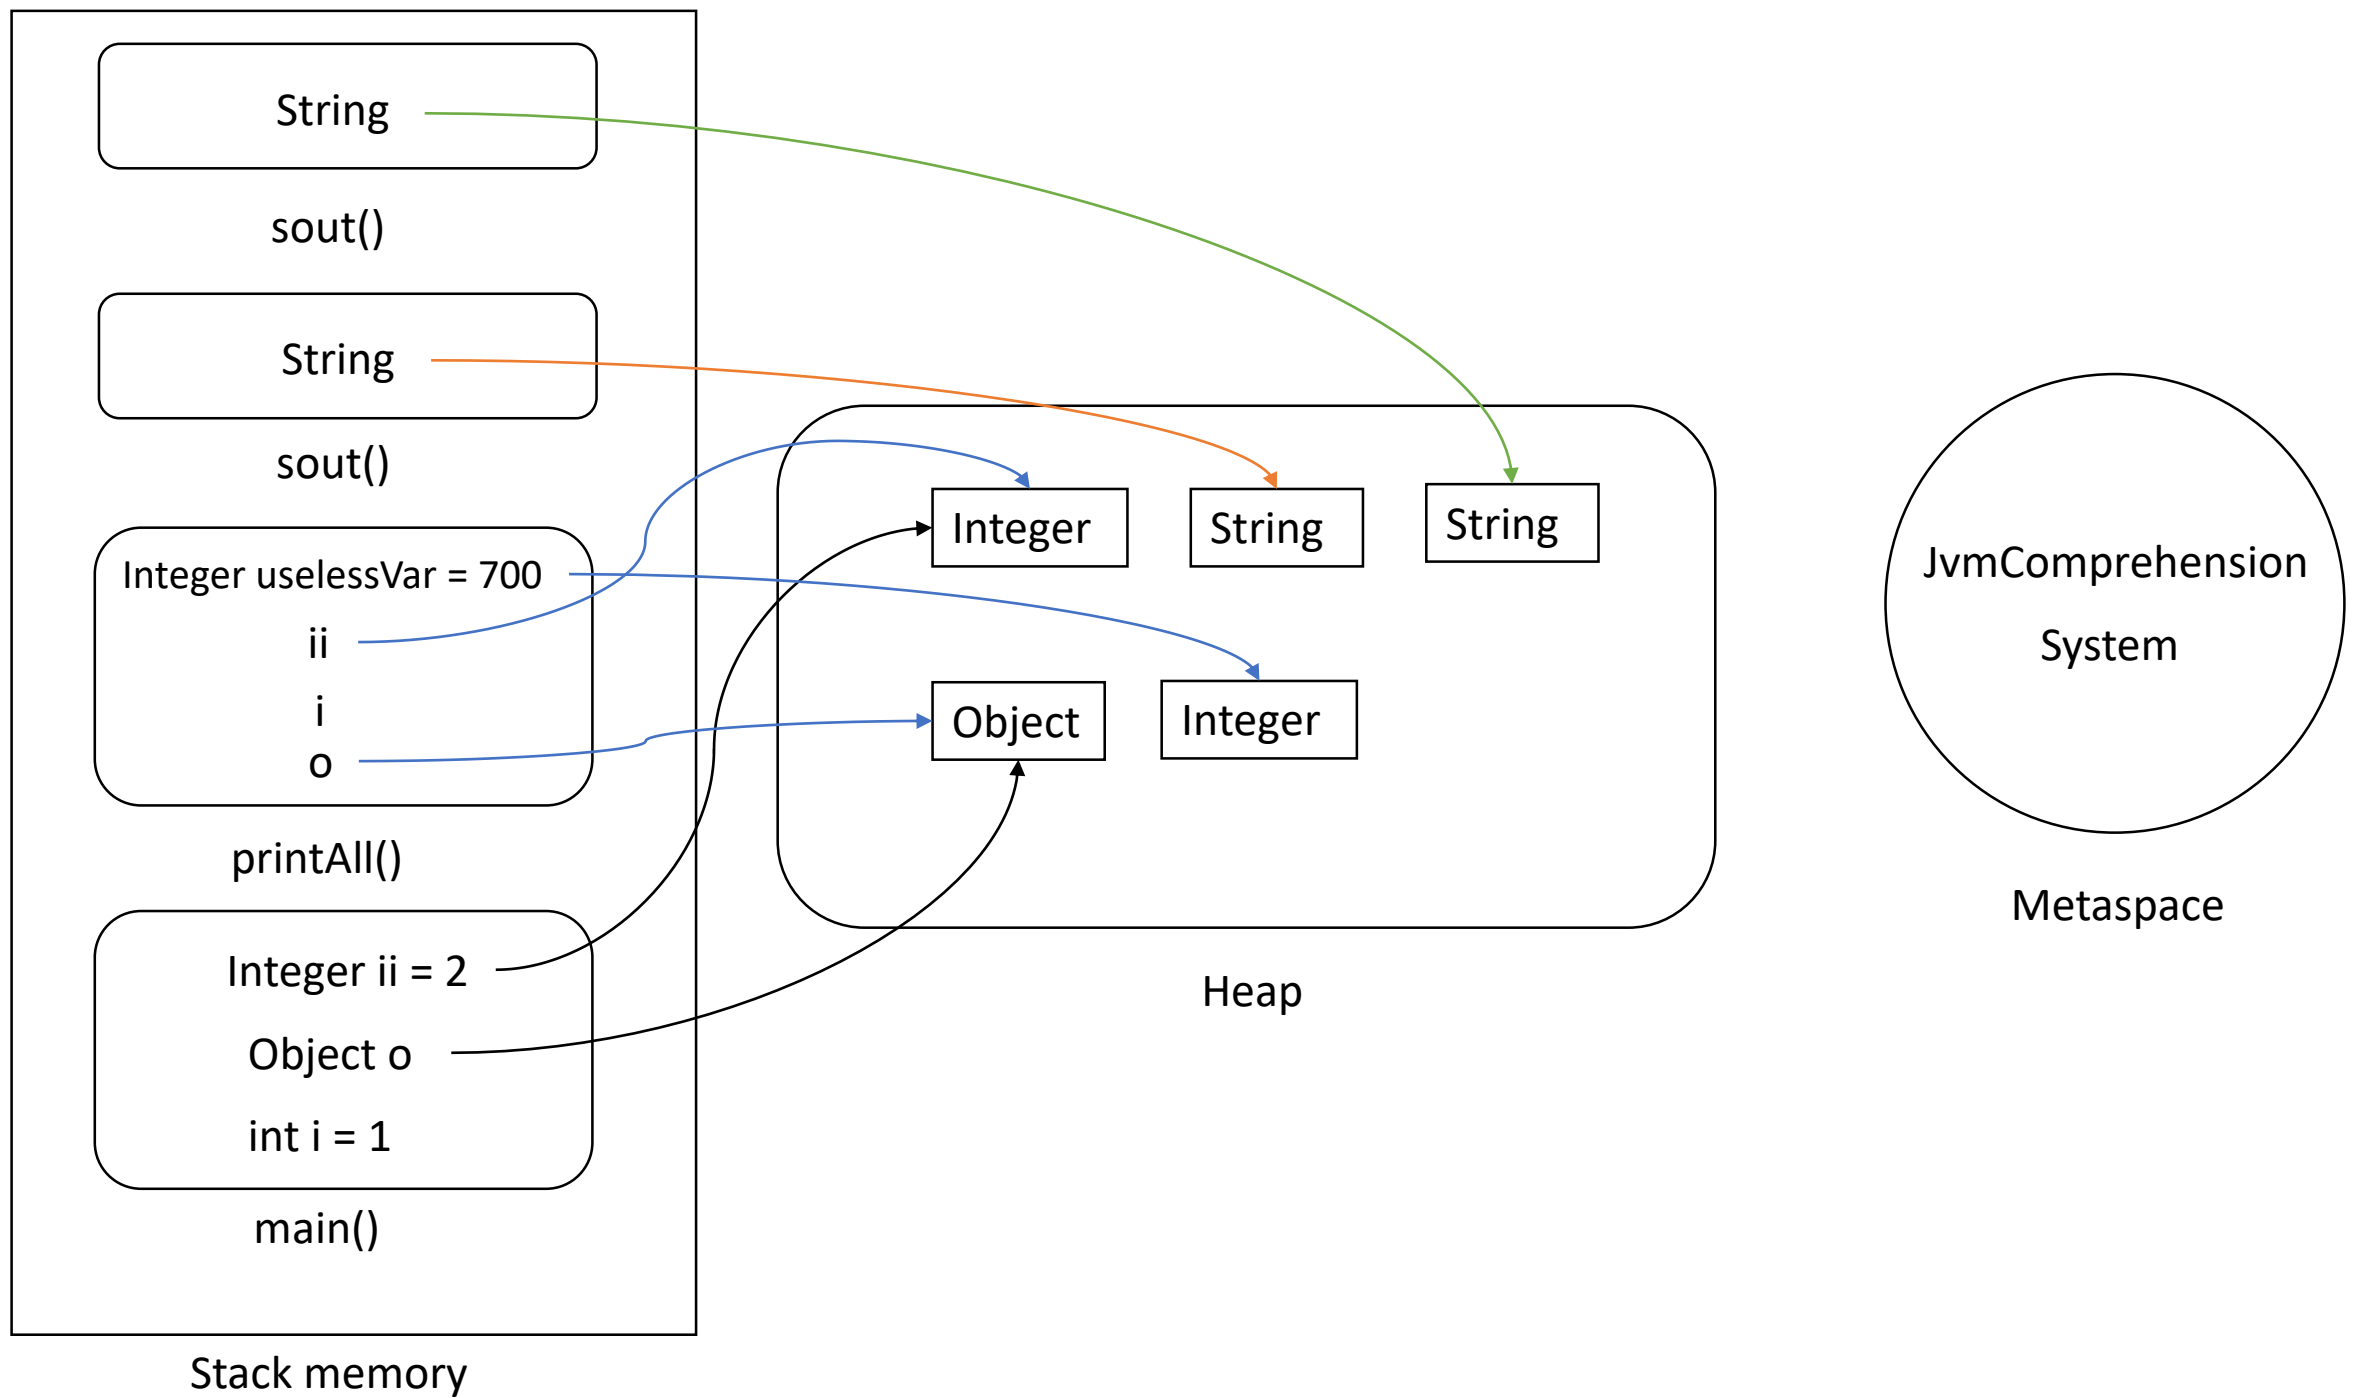 String
sout()
String
sout()
Integer uselessVar = 700
ii
i
o
printAll()
Integer ii = 2
Object o
int i = 1
main()
Stack memory
Integer
String
String
Object
Integer
Heap
JvmComprehension
System
Metaspace